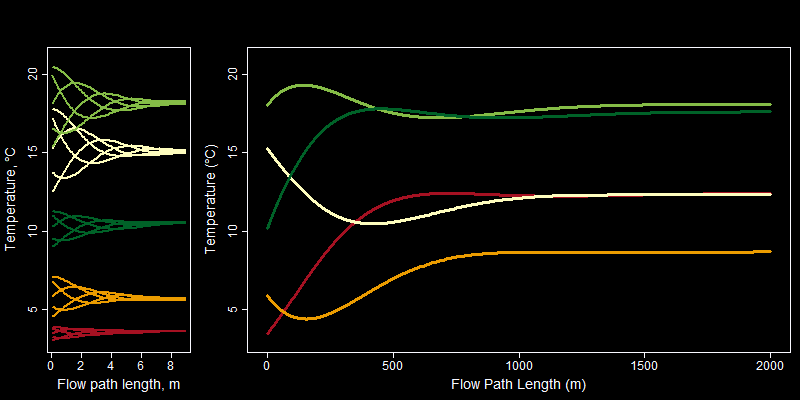 Temperature, °C
20
15
10
5
0 2 4 6 8
Flow path length, m
Temperature (°C)
20
15
10
5
0 500 1000 1500 2000
Flow Path Length (m)